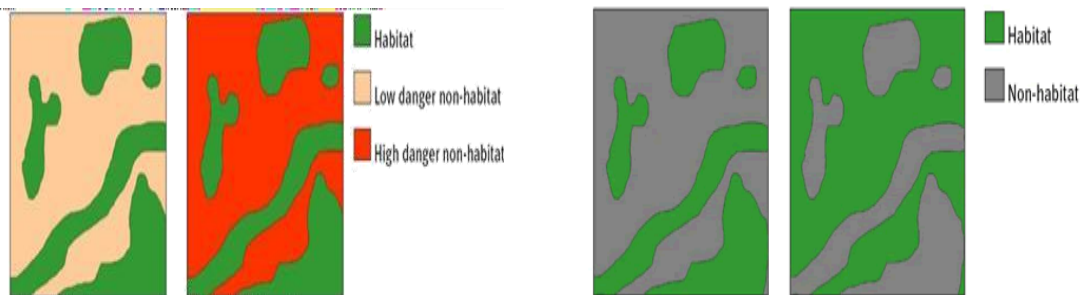 Habitat
Low danger non-habitat
High danger non-habitat
Habitat
Non-habitat